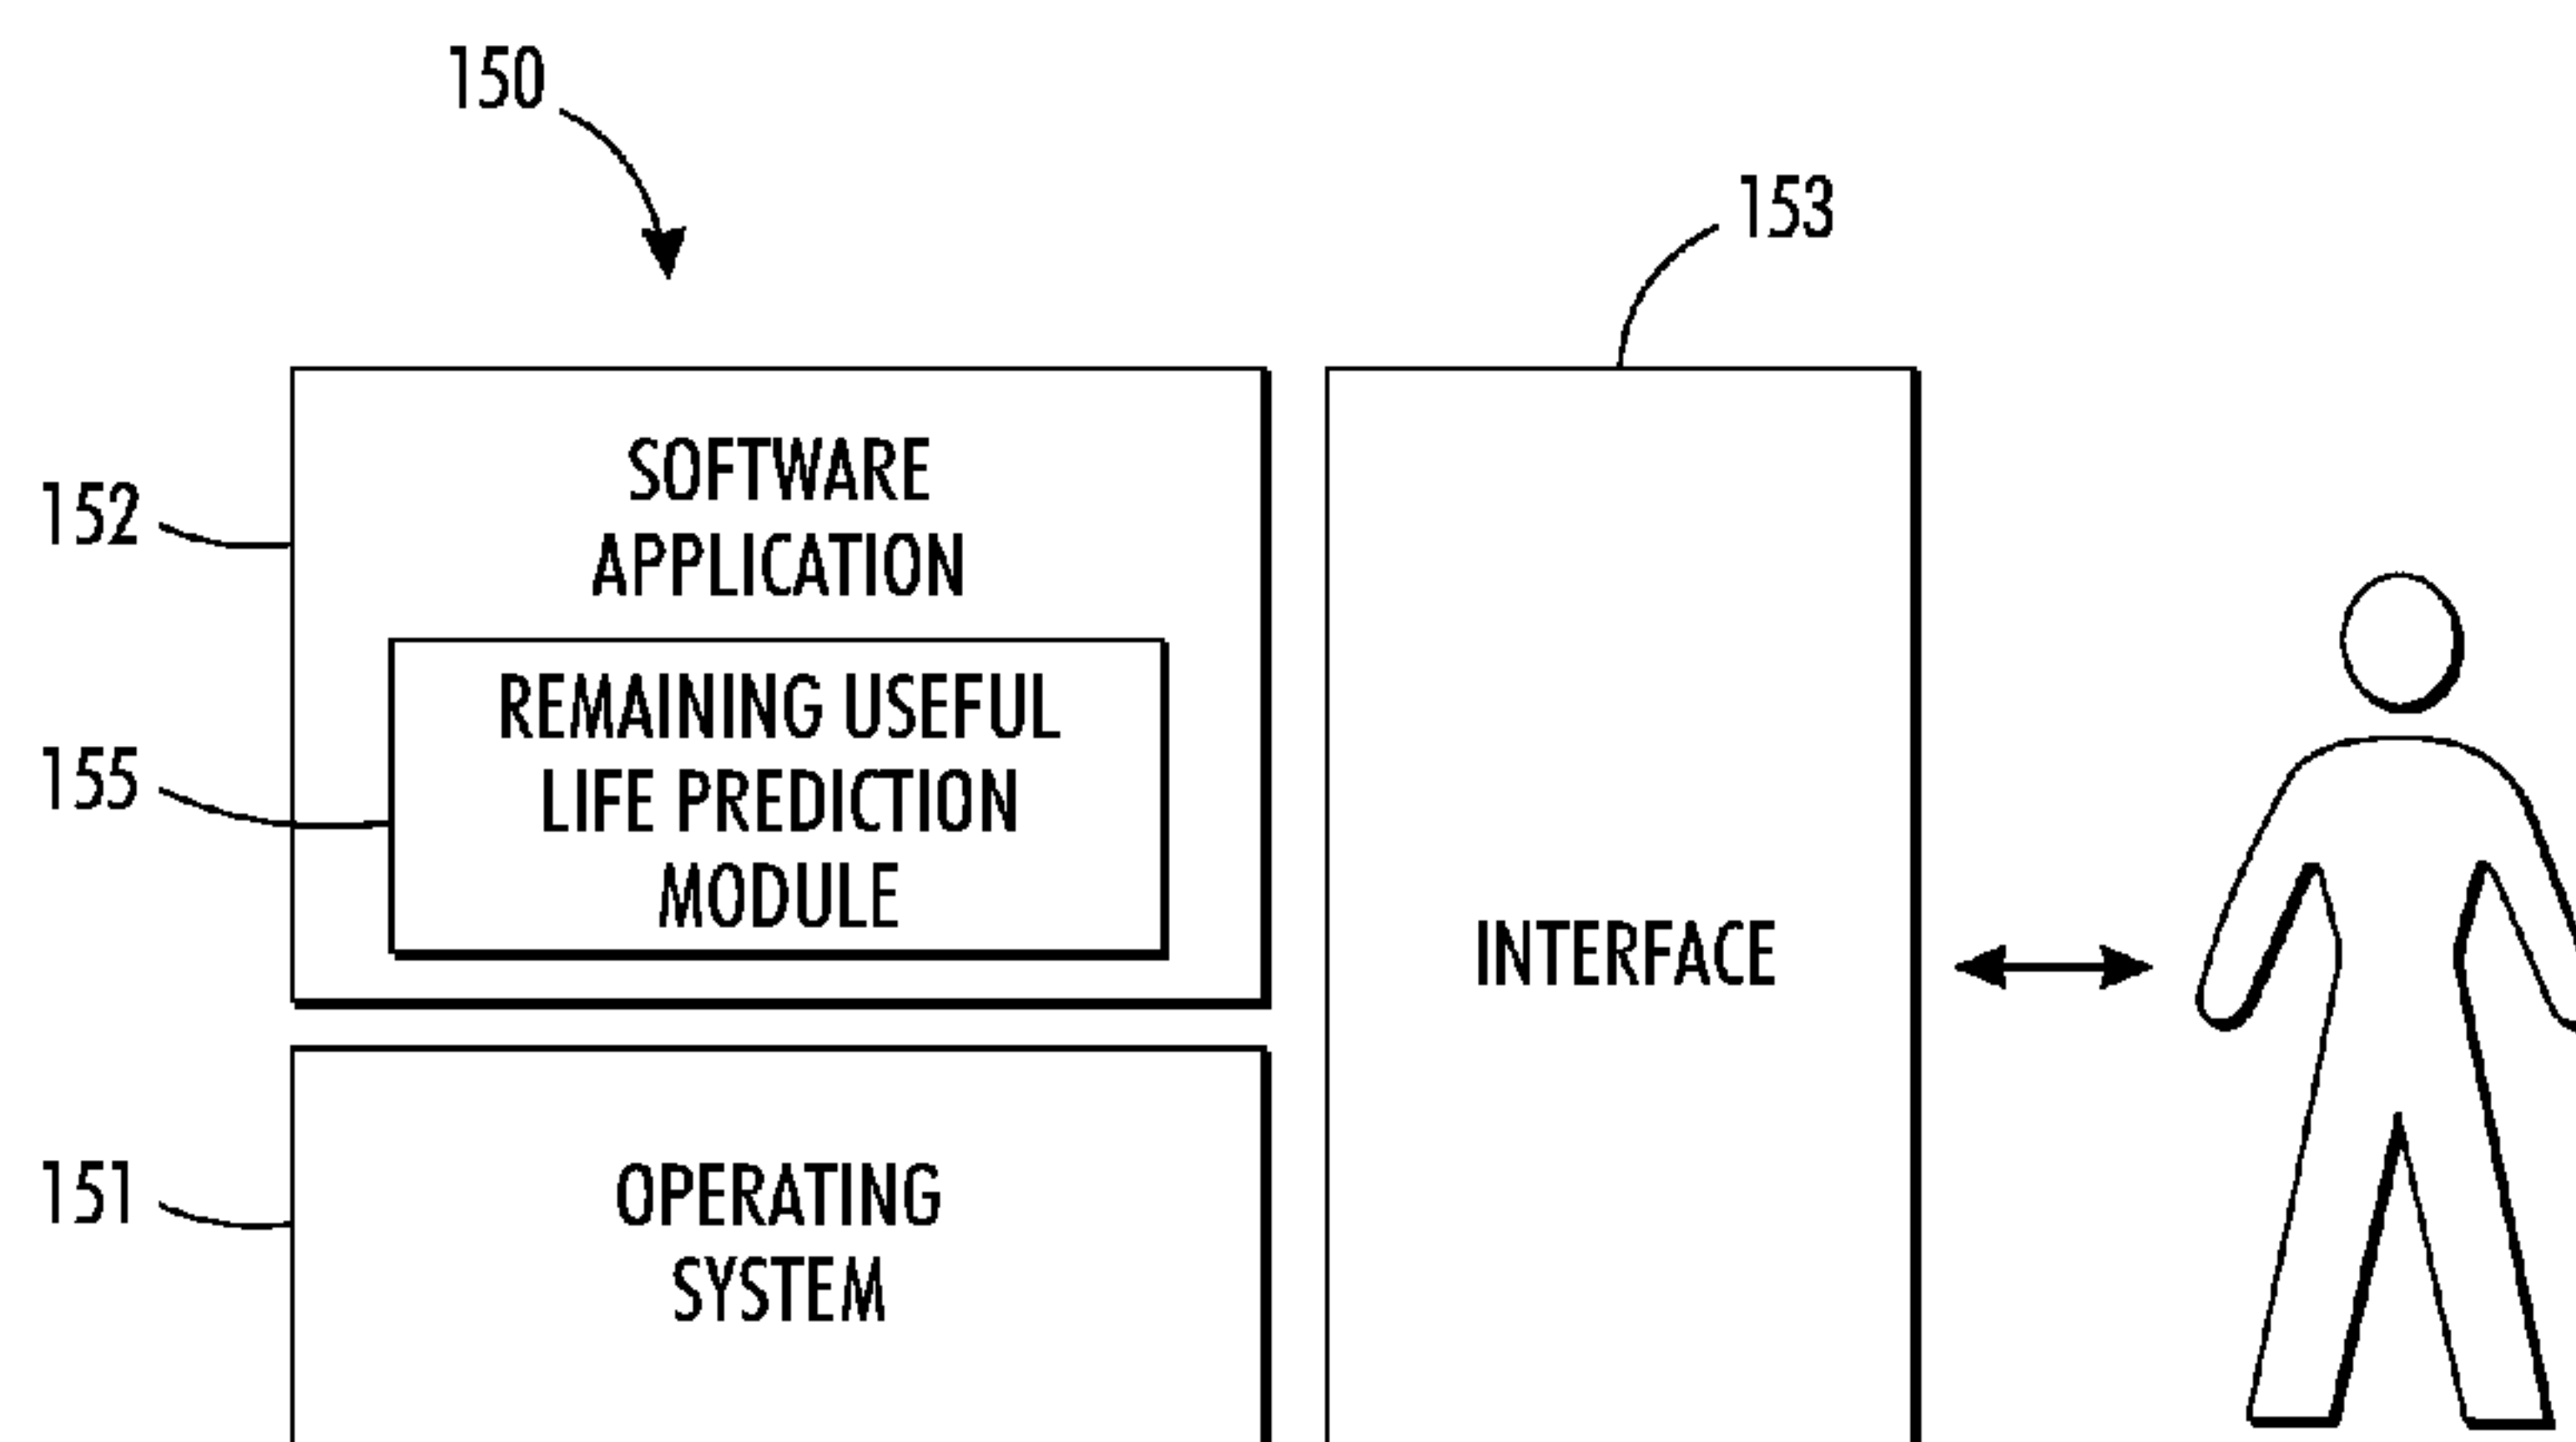 150
153
152
SOFTWARE
APPLICATION
155
REMAINING USEFUL
LIFE PREDICTION
MODULE
INTERFACE
151
OPERATING
SYSTEM